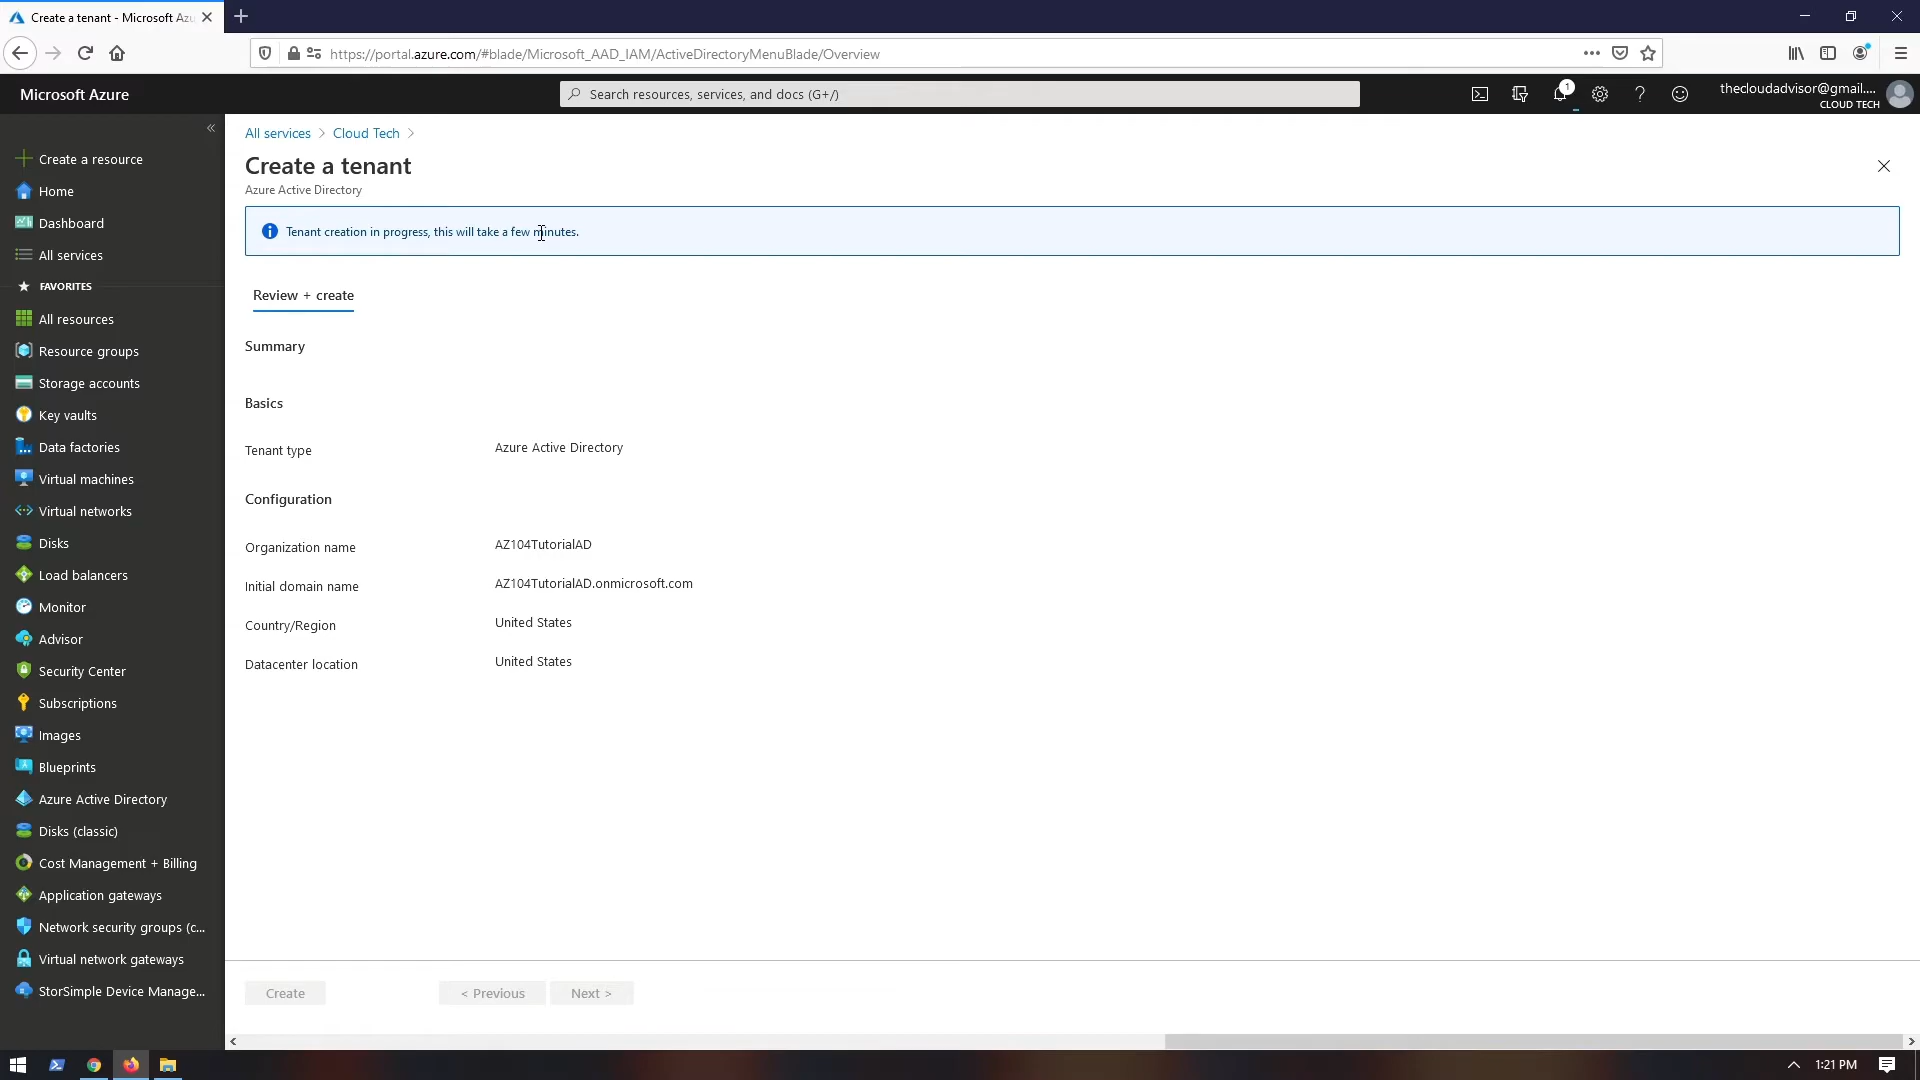 Create a tenant - Microsoft Azu
https://portal.azure.com/#blade/Microsoft_AAD_IAM/ActiveDirectoryMenuBlade/Overview
Microsoft Azure
Search resources, services, and docs (G+/)
1
thecloudadvisor@gmail....
CLOUD TECH
Create a resource
Home
Dashboard
All services
FAVORITES
All resources
Resource groups
Storage accounts
Key vaults
Data factories
Virtual machines
Virtual networks
Disks
Load balancers
Monitor
Advisor
Security Center
Subscriptions
Images
Blueprints
Azure Active Directory
Disks (classic)
Cost Management + Billing
Application gateways
Network security groups (c...
Virtual network gateways
StorSimple Device Manage...
All services > Cloud Tech >
Create a tenant
Azure Active Directory
Tenant creation in progress, this will take a few minutes.
Review + create
Summary
Basics
Tenant type Azure Active Directory
Configuration
Organization name AZ104TutorialAD
Initial domain name AZ104TutorialAD.onmicrosoft.com
Country/Region United States
Datacenter location United States
Create < Previous Next >
1:21 PM